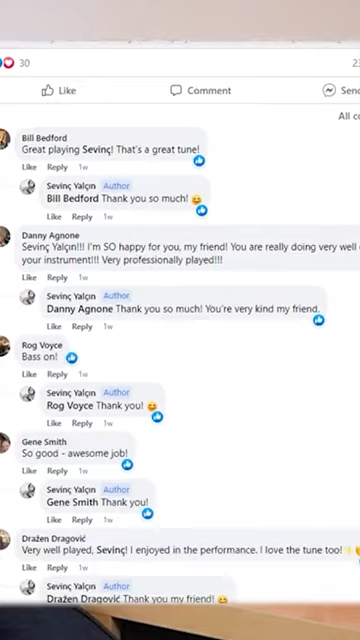 30
23
Like Comment Send
All co
Bill Bedford
Great playing Sevinç! That's a great tune!
Like Reply 1w
Sevinç Yalçın Author
Bill Bedford Thank you so much! 😊
Like Reply 1w
Danny Agnone
Sevinç Yalçın!!! I'm SO happy for you, my friend! You are really doing very well
your instrument!!! Very professionally played!!!
Like Reply 1w
Sevinç Yalçın Author
Danny Agnone Thank you so much! You're very kind my friend.
Like Reply 1w
Rog Voyce
Bass on!
Like Reply 1w
Sevinç Yalçın Author
Rog Voyce Thank you! 😊
Like Reply 1w
Gene Smith
So good - awesome job!
Like Reply 1w
Sevinç Yalçın Author
Gene Smith Thank you!
Like Reply 1w
Dražen Dragović
Very well played, Sevinç! I enjoyed in the performance. I love the tune too! ✨
Like Reply 1w
Sevinç Yalçın Author
Dražen Dragović Thank you my friend! 😊